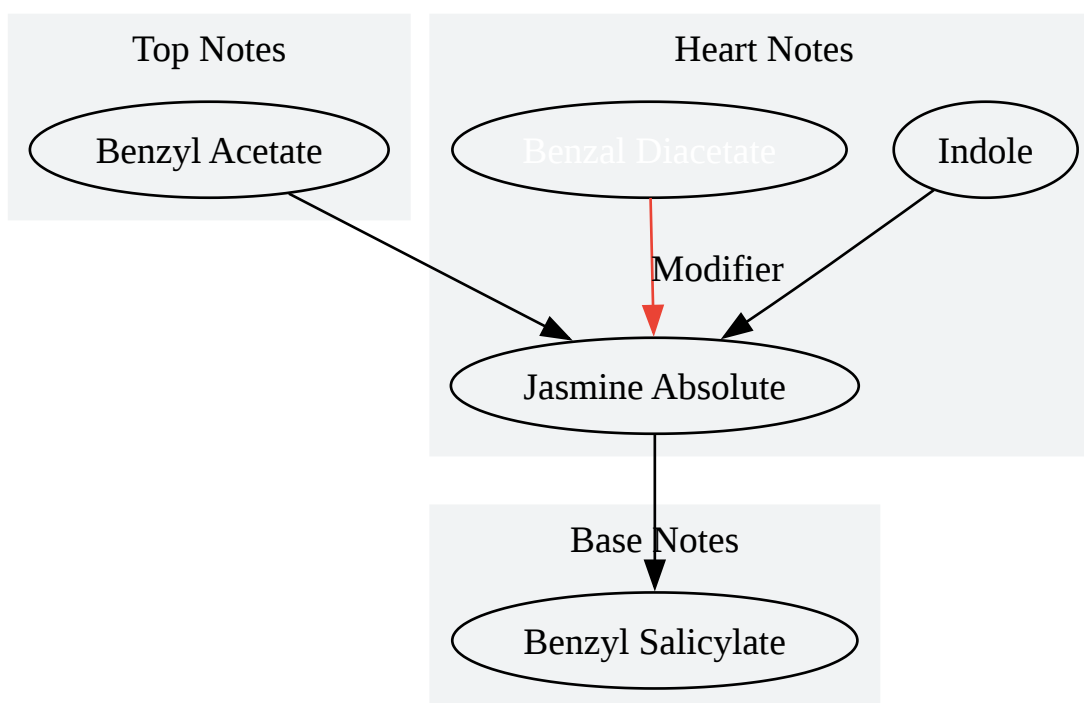 Top Notes
Heart Notes
Benzyl Acetate
Benzal Diacetate
Indole
Modifier
Jasmine Absolute
Base Notes
Benzyl Salicylate